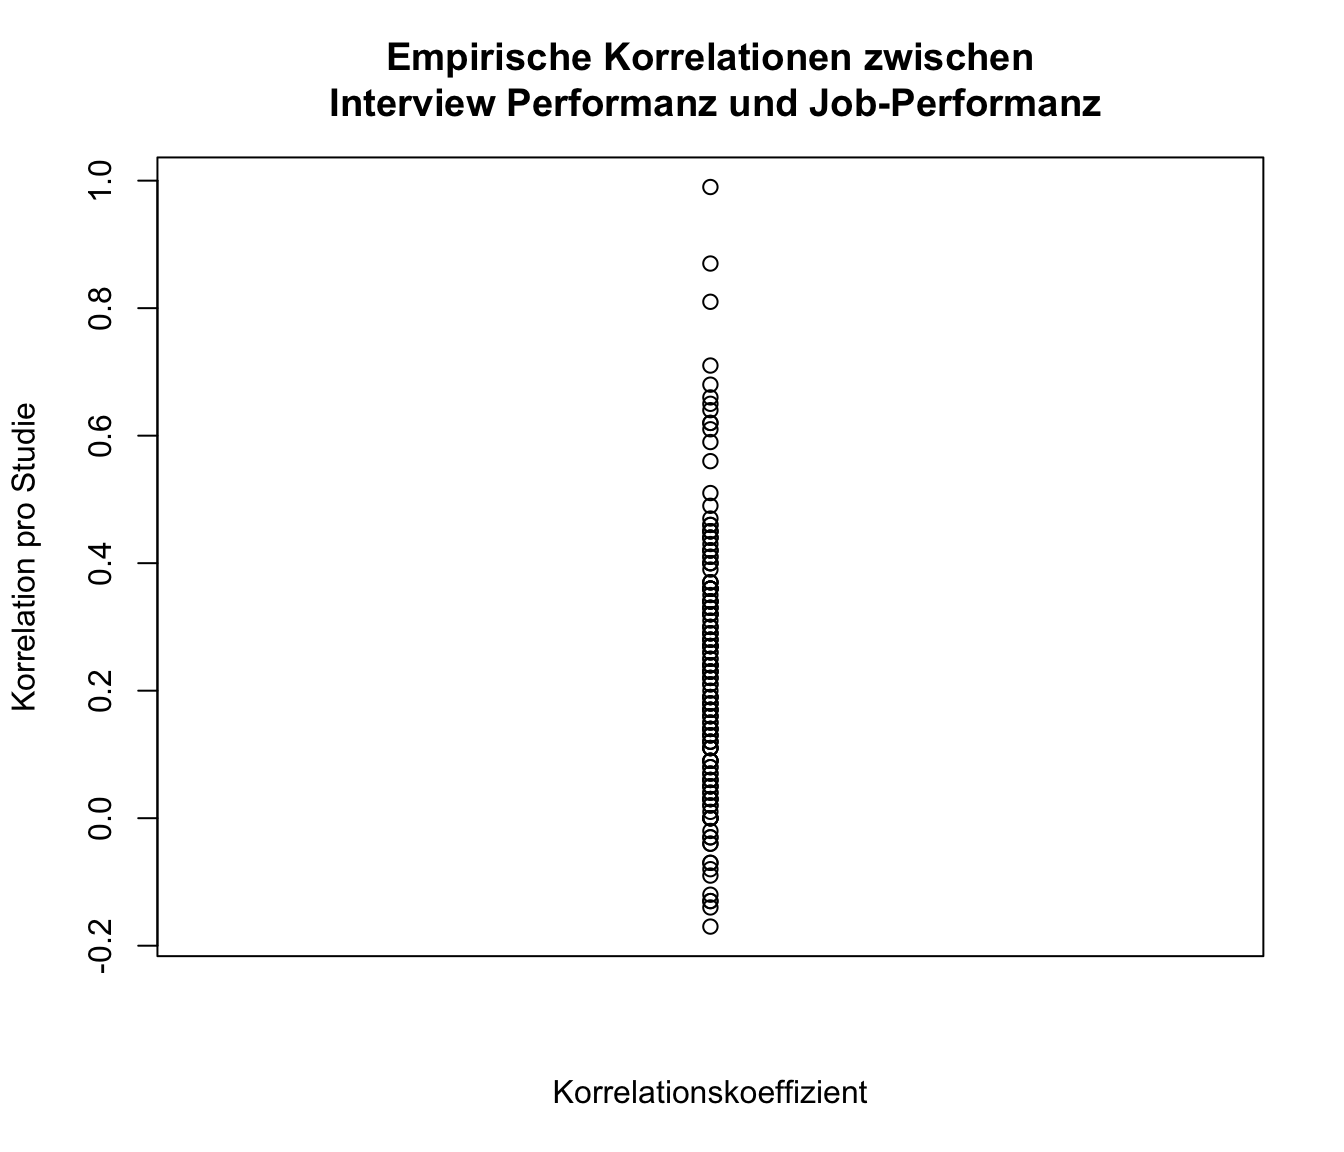 Empirische Korrelationen zwischen
Interview Performanz und Job-Performanz
Korrelation pro Studie
1.0
0.8
0.6
0.4
0.2
0.0
-0.2
Korrelationskoeffizient